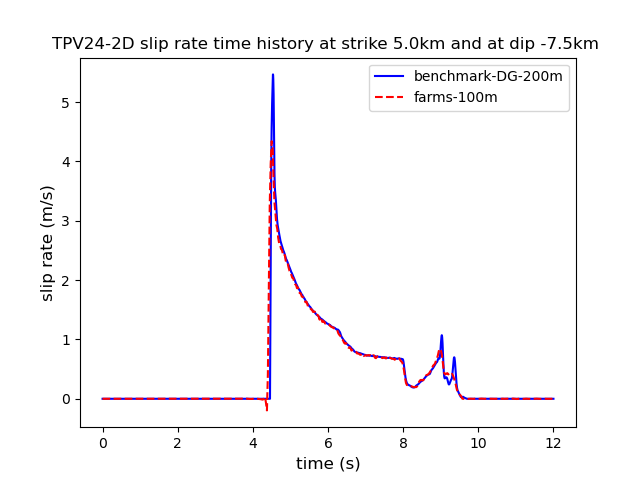 TPV24-2D slip rate time history at strike 5.0km and at dip -7.5km
benchmark-DG-200m
farms-100m
slip rate (m/s)
5
4
3
2
1
0
0 2 4 6 8 10 12
time (s)